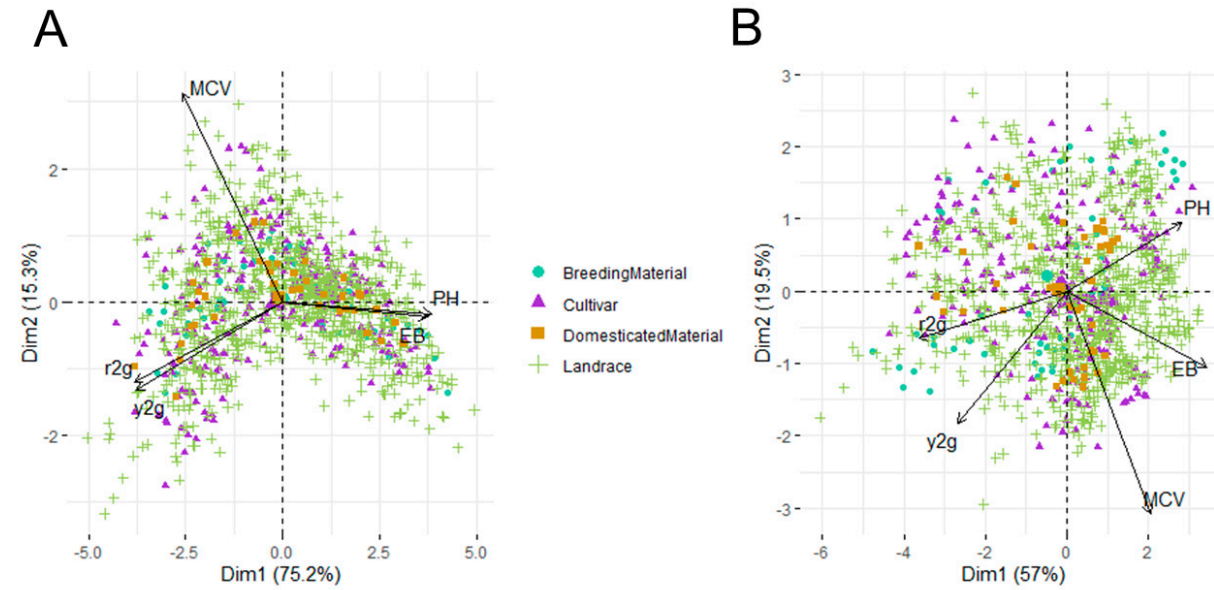 A
MCV
PH
EB
r2g
y2g
2
0
-2
-5.0
-2.5
0.0
2.5
5.0
Dim1 (75.2%)
Dim2 (15.3%)
BreedingMaterial
Cultivar
DomesticatedMaterial
Landrace
B
PH
r2g
EB
y2g
MCV
3
2
1
0
-1
-2
-3
-6
-4
-2
0
2
Dim1 (57%)
Dim2 (19.5%)